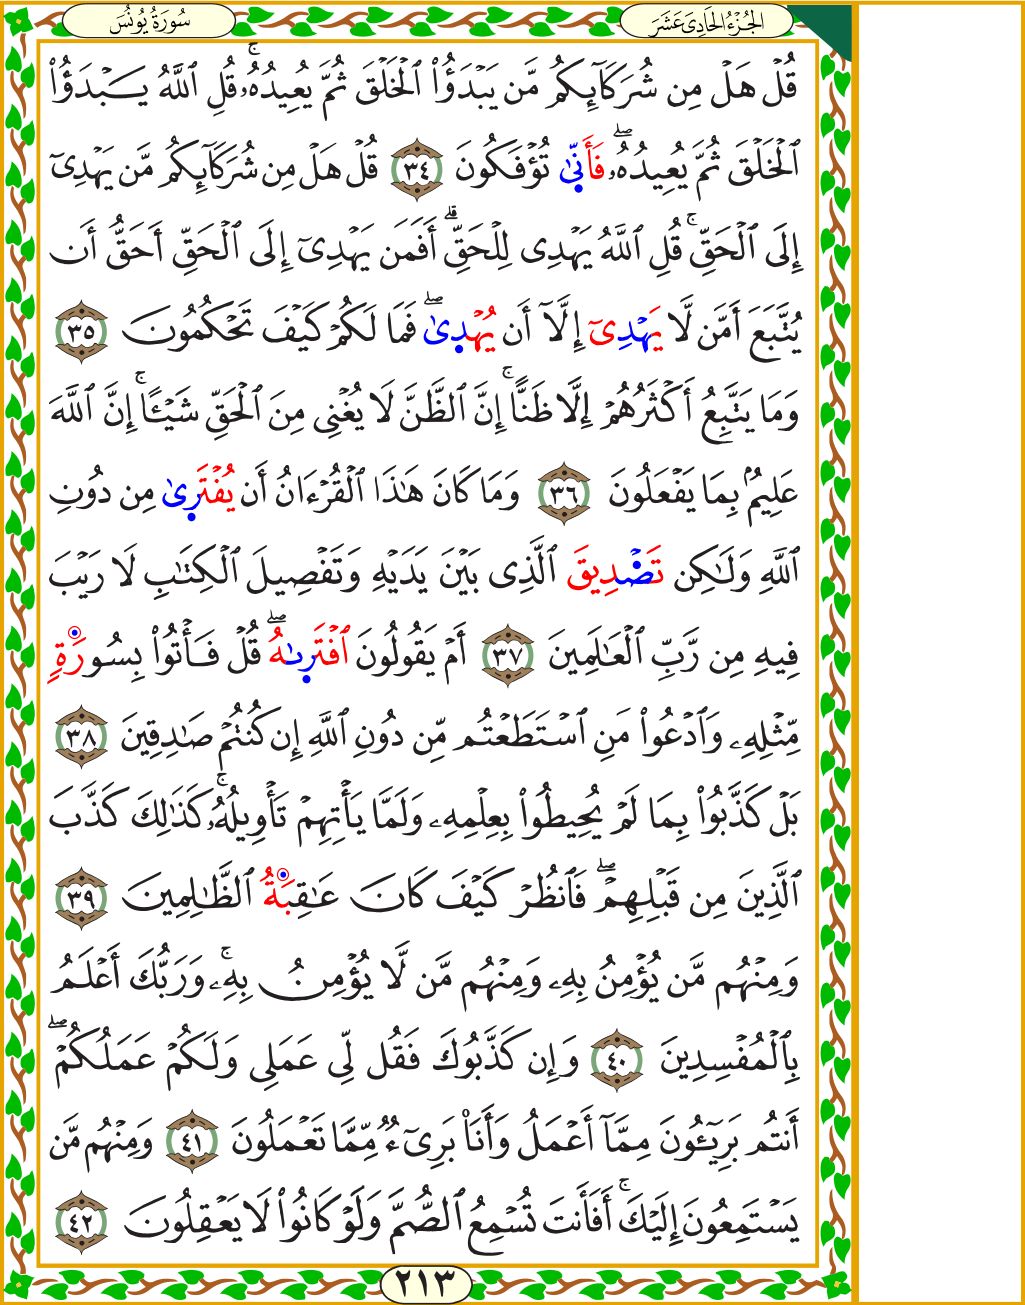 الجُزْءُ الحَادِيَ عَشَرَ
سُورَةُ يُونُسَ
قُلۡ هَلۡ مِن شُرَكَآئِكُم مَّن يَبۡدَؤُاْ ٱلۡخَلۡقَ ثُمَّ يُعِيدُهُۥۚ قُلِ ٱللَّهُ يَبۡدَؤُاْ
ٱلۡخَلۡقَ ثُمَّ يُعِيدُهُۥۖ فَأَنّىٰ تُؤۡفَكُونَ ٣٤ قُلۡ هَلۡ مِن شُرَكَآئِكُم مَّن يَهۡدِيٓ
إِلَى ٱلۡحَقِّۚ قُلِ ٱللَّهُ يَهۡدِي لِلۡحَقِّۗ أَفَمَن يَهۡدِيٓ إِلَى ٱلۡحَقِّ أَحَقُّ أَن
يُتَّبَعَ أَمَّن لَّا يَهۡدِيٓ إِلَّآ أَن يُهۡدىٰۖ فَمَا لَكُمۡ كَيۡفَ تَحۡكُمُونَ ٣٥
وَمَا يَتَّبِعُ أَكۡثَرُهُمۡ إِلَّا ظَنًّاۚ إِنَّ ٱلظَّنَّ لَا يُغۡنِي مِنَ ٱلۡحَقِّ شَيۡـًٔاۚ إِنَّ ٱللَّهَ
عَلِيمُۢ بِمَا يَفۡعَلُونَ ٣٦ وَمَا كَانَ هَٰذَا ٱلۡقُرۡءَانُ أَن يُفۡتَرىٰ مِن دُونِ
ٱللَّهِ وَلَٰكِن تَصۡدِيقَ ٱلَّذِي بَيۡنَ يَدَيۡهِ وَتَفۡصِيلَ ٱلۡكِتَٰبِ لَا رَيۡبَ
فِيهِ مِن رَّبِّ ٱلۡعَٰلَمِينَ ٣٧ أَمۡ يَقُولُونَ ٱفۡتَرىٰهُۖ قُلۡ فَأۡتُواْ بِسُورَةٖ
مِّثۡلِهِۦ وَٱدۡعُواْ مَنِ ٱسۡتَطَعۡتُم مِّن دُونِ ٱللَّهِ إِن كُنتُمۡ صَٰدِقِينَ ٣٨
بَلۡ كَذَّبُواْ بِمَا لَمۡ يُحِيطُواْ بِعِلۡمِهِۦ وَلَمَّا يَأۡتِهِمۡ تَأۡوِيلُهُۥۚ كَذَٰلِكَ كَذَّبَ
ٱلَّذِينَ مِن قَبۡلِهِمۡۖ فَٱنظُرۡ كَيۡفَ كَانَ عَٰقِبَةُ ٱلظَّٰلِمِينَ ٣٩
وَمِنۡهُم مَّن يُؤۡمِنُ بِهِۦ وَمِنۡهُم مَّن لَّا يُؤۡمِنُ بِهِۦۚ وَرَبُّكَ أَعۡلَمُ
بِٱلۡمُفۡسِدِينَ ٤٠ وَإِن كَذَّبُوكَ فَقُل لِّي عَمَلِي وَلَكُمۡ عَمَلُكُمۡۖ
أَنتُم بَرِيٓـُٔونَ مِمَّآ أَعۡمَلُ وَأَنَا۠ بَرِيٓءٞ مِّمَّا تَعۡمَلُونَ ٤١ وَمِنۡهُم مَّن
يَسۡتَمِعُونَ إِلَيۡكَۚ أَفَأَنتَ تُسۡمِعُ ٱلصُّمَّ وَلَوۡ كَانُواْ لَا يَعۡقِلُونَ ٤٢
٢١٣